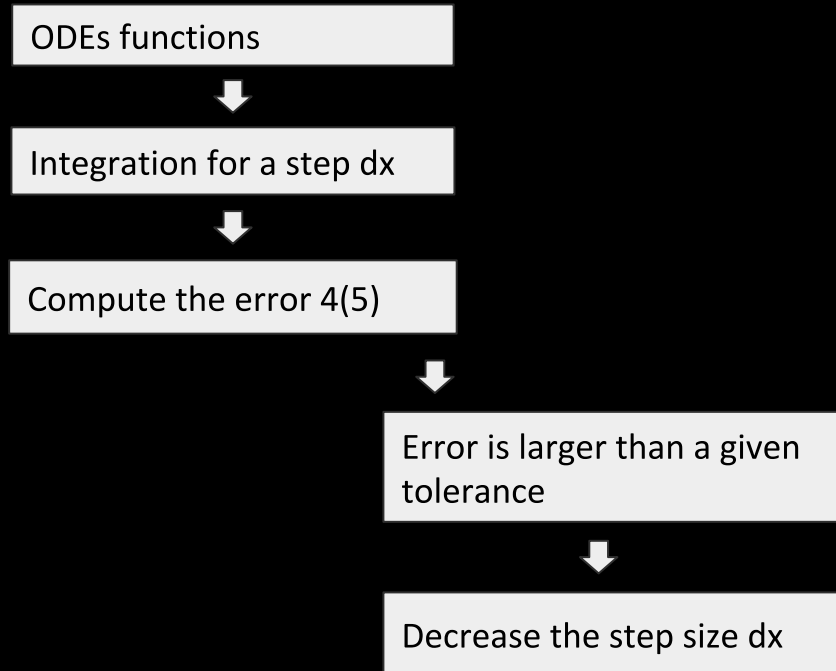 ODEs functions
Integration for a step dx
Compute the error 4(5)
Error is larger than a given
tolerance
Decrease the step size dx